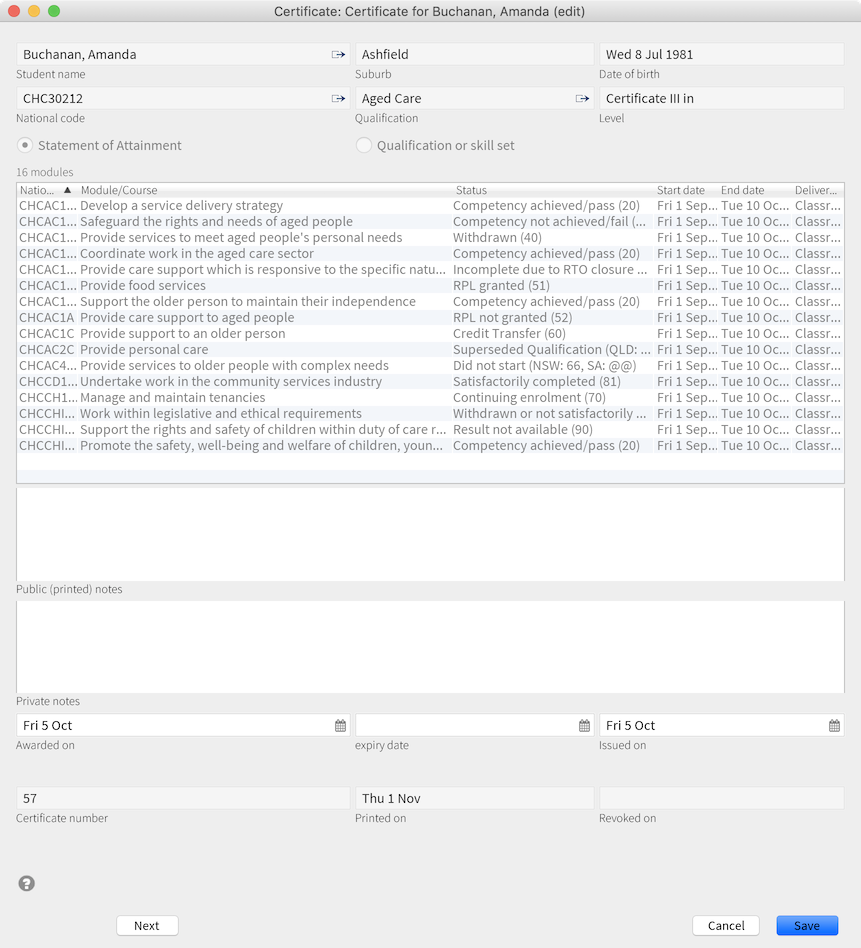 Certificate: Certificate for Buchanan, Amanda (edit)
Buchanan, Amanda Ashfield Wed 8 Jul 1981
Student name Suburb Date of birth
CHC30212 Aged Care Certificate III in
National code Qualification Level
Statement of Attainment Qualification or skill set
16 modules
Natio... ▲ Module/Course Status Start date End date Deliver...
CHCAC1... Develop a service delivery strategy Competency achieved/pass (20) Fri 1 Sep... Tue 10 Oc... Classr...
CHCAC1... Safeguard the rights and needs of aged people Competency not achieved/fail (... Fri 1 Sep... Tue 10 Oc... Classr...
CHCAC1... Provide services to meet aged people's personal needs Withdrawn (40) Fri 1 Sep... Tue 10 Oc... Classr...
CHCAC1... Coordinate work in the aged care sector Competency achieved/pass (20) Fri 1 Sep... Tue 10 Oc... Classr...
CHCAC1... Provide care support which is responsive to the specific natu... Incomplete due to RTO closure ... Fri 1 Sep... Tue 10 Oc... Classr...
CHCAC1... Provide food services RPL granted (51) Fri 1 Sep... Tue 10 Oc... Classr...
CHCAC1... Support the older person to maintain their independence Competency achieved/pass (20) Fri 1 Sep... Tue 10 Oc... Classr...
CHCAC1A Provide care support to aged people RPL not granted (52) Fri 1 Sep... Tue 10 Oc... Classr...
CHCAC1C Provide support to an older person Credit Transfer (60) Fri 1 Sep... Tue 10 Oc... Classr...
CHCAC2C Provide personal care Superseded Qualification (QLD: ... Fri 1 Sep... Tue 10 Oc... Classr...
CHCAC4... Provide services to older people with complex needs Did not start (NSW: 66, SA: @@) Fri 1 Sep... Tue 10 Oc... Classr...
CHCCD1... Undertake work in the community services industry Satisfactorily completed (81) Fri 1 Sep... Tue 10 Oc... Classr...
CHCCH1... Manage and maintain tenancies Continuing enrolment (70) Fri 1 Sep... Tue 10 Oc... Classr...
CHCCHI... Work within legislative and ethical requirements Withdrawn or not satisfactorily ... Fri 1 Sep... Tue 10 Oc... Classr...
CHCCHI... Support the rights and safety of children within duty of care r... Result not available (90) Fri 1 Sep... Tue 10 Oc... Classr...
CHCCHI... Promote the safety, well-being and welfare of children, youn... Competency achieved/pass (20) Fri 1 Sep... Tue 10 Oc... Classr...
Public (printed) notes
Private notes
Fri 5 Oct Fri 5 Oct
Awarded on expiry date Issued on
57 Thu 1 Nov
Certificate number Printed on Revoked on
?
Next Cancel Save